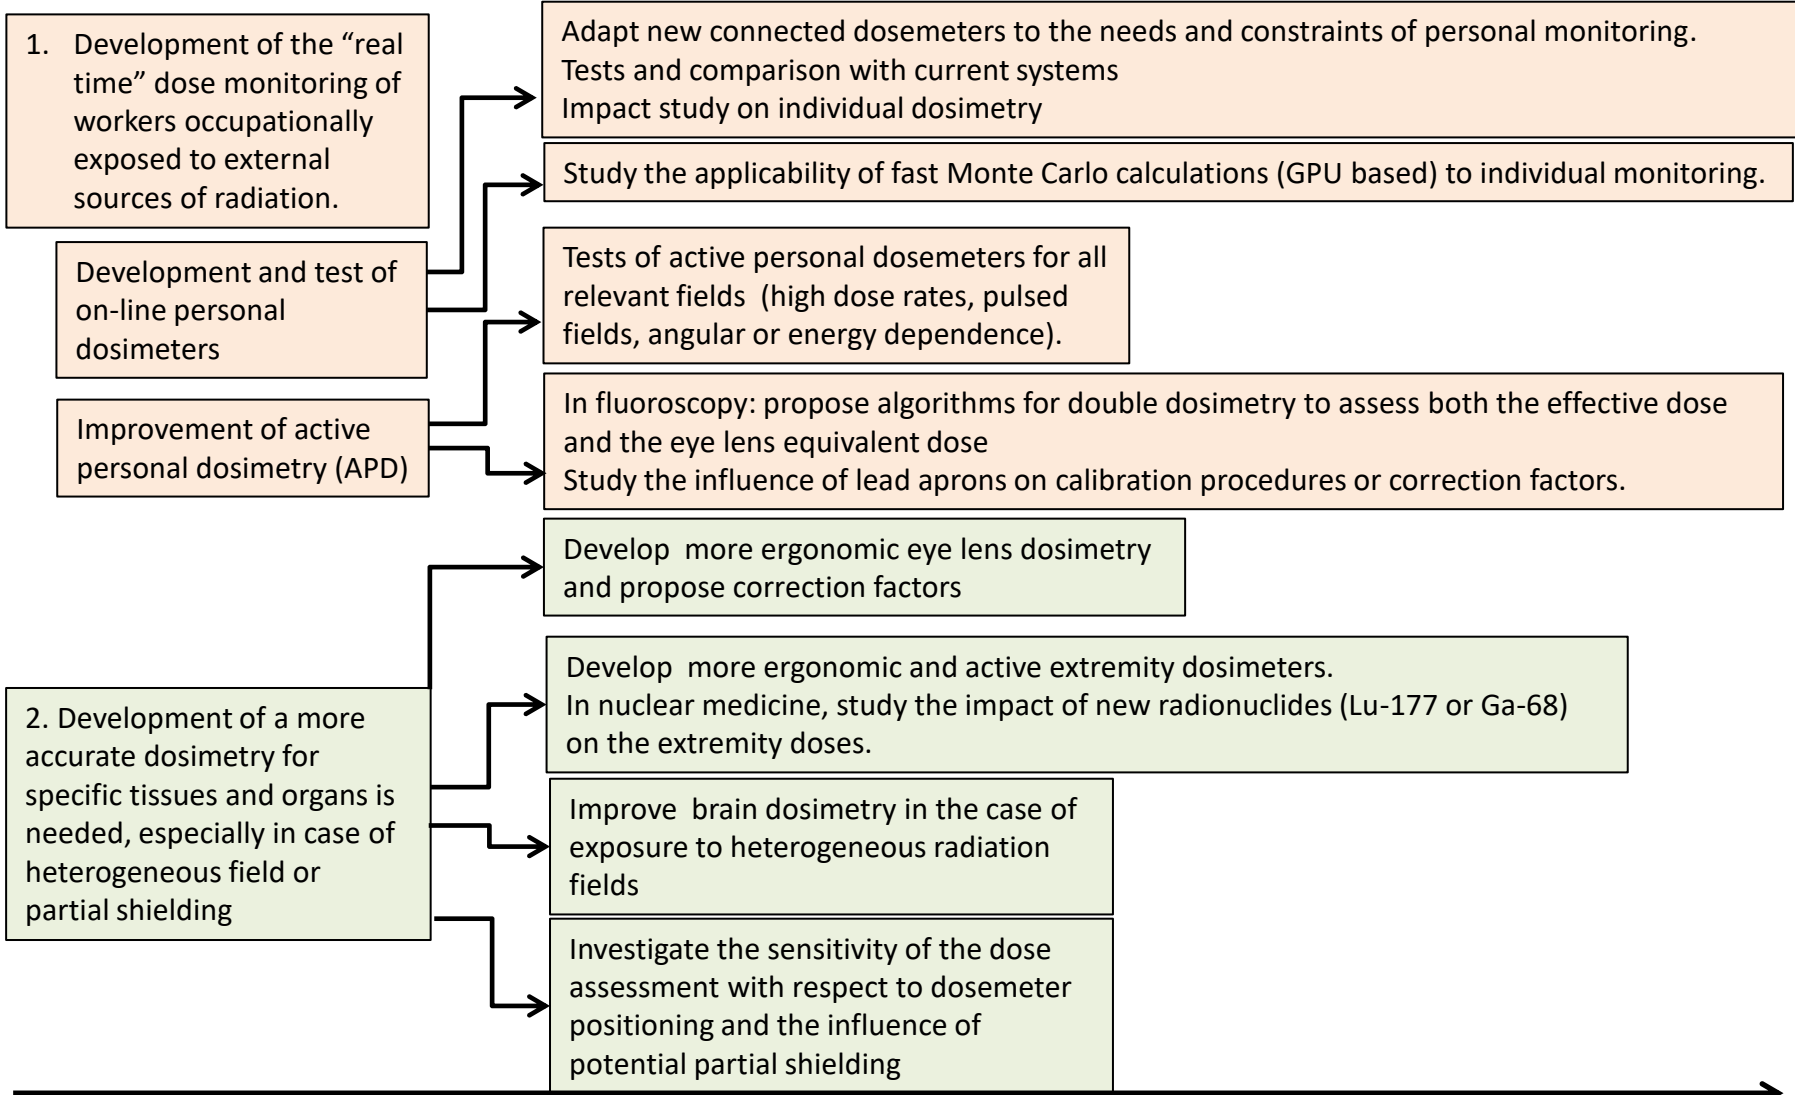 1. Development of the “real
time” dose monitoring of
workers occupationally
exposed to external
sources of radiation.
Development and test of
on-line personal
dosimeters
Improvement of active
personal dosimetry (APD)
Adapt new connected dosemeters to the needs and constraints of personal monitoring.
Tests and comparison with current systems
Impact study on individual dosimetry
Study the applicability of fast Monte Carlo calculations (GPU based) to individual monitoring.
Tests of active personal dosemeters for all
relevant fields (high dose rates, pulsed
fields, angular or energy dependence).
In fluoroscopy: propose algorithms for double dosimetry to assess both the effective dose
and the eye lens equivalent dose
Study the influence of lead aprons on calibration procedures or correction factors.
2. Development of a more
accurate dosimetry for
specific tissues and organs is
needed, especially in case of
heterogeneous field or
partial shielding
Develop more ergonomic eye lens dosimetry
and propose correction factors
Develop more ergonomic and active extremity dosimeters.
In nuclear medicine, study the impact of new radionuclides (Lu-177 or Ga-68)
on the extremity doses.
Improve brain dosimetry in the case of
exposure to heterogeneous radiation
fields
Investigate the sensitivity of the dose
assessment with respect to dosemeter
positioning and the influence of
potential partial shielding